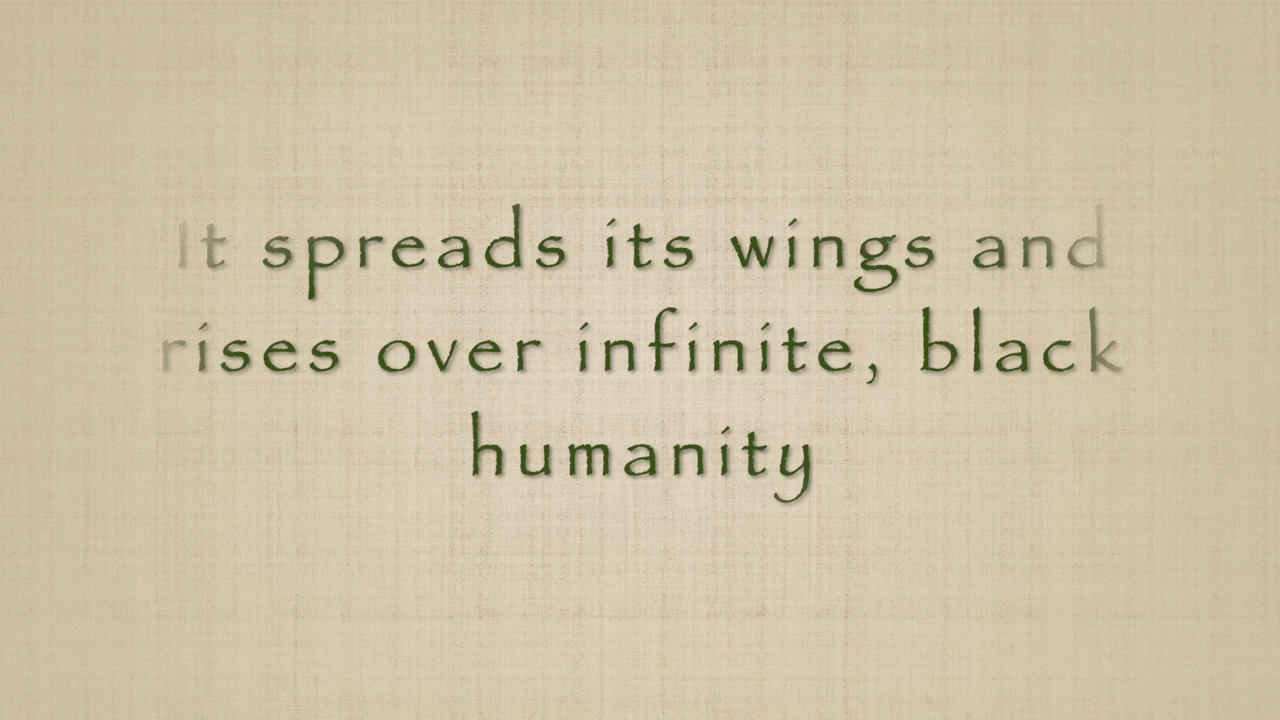 It spreads its wings and
rises over infinite, black
humanity